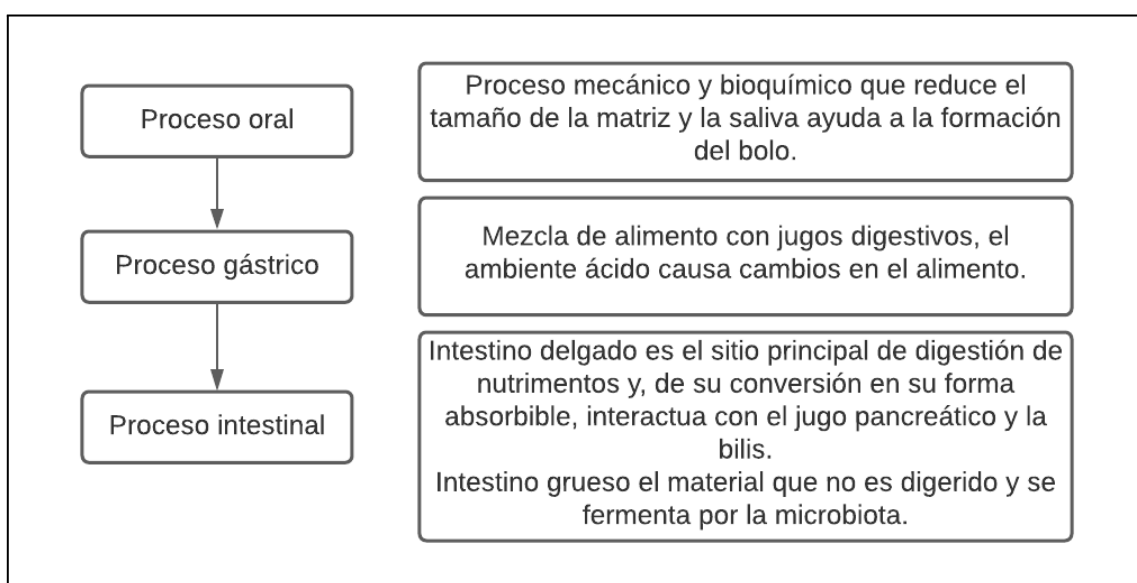 Proceso oral
Proceso mecánico y bioquímico que reduce el
tamaño de la matriz y la saliva ayuda a la formación
del bolo.
Proceso gástrico
Mezcla de alimento con jugos digestivos, el
ambiente ácido causa cambios en el alimento.
Proceso intestinal
Intestino delgado es el sitio principal de digestión de
nutrimentos y, de su conversión en su forma
absorbible, interactua con el jugo pancreático y la
bilis.
Intestino grueso el material que no es digerido y se
fermenta por la microbiota.